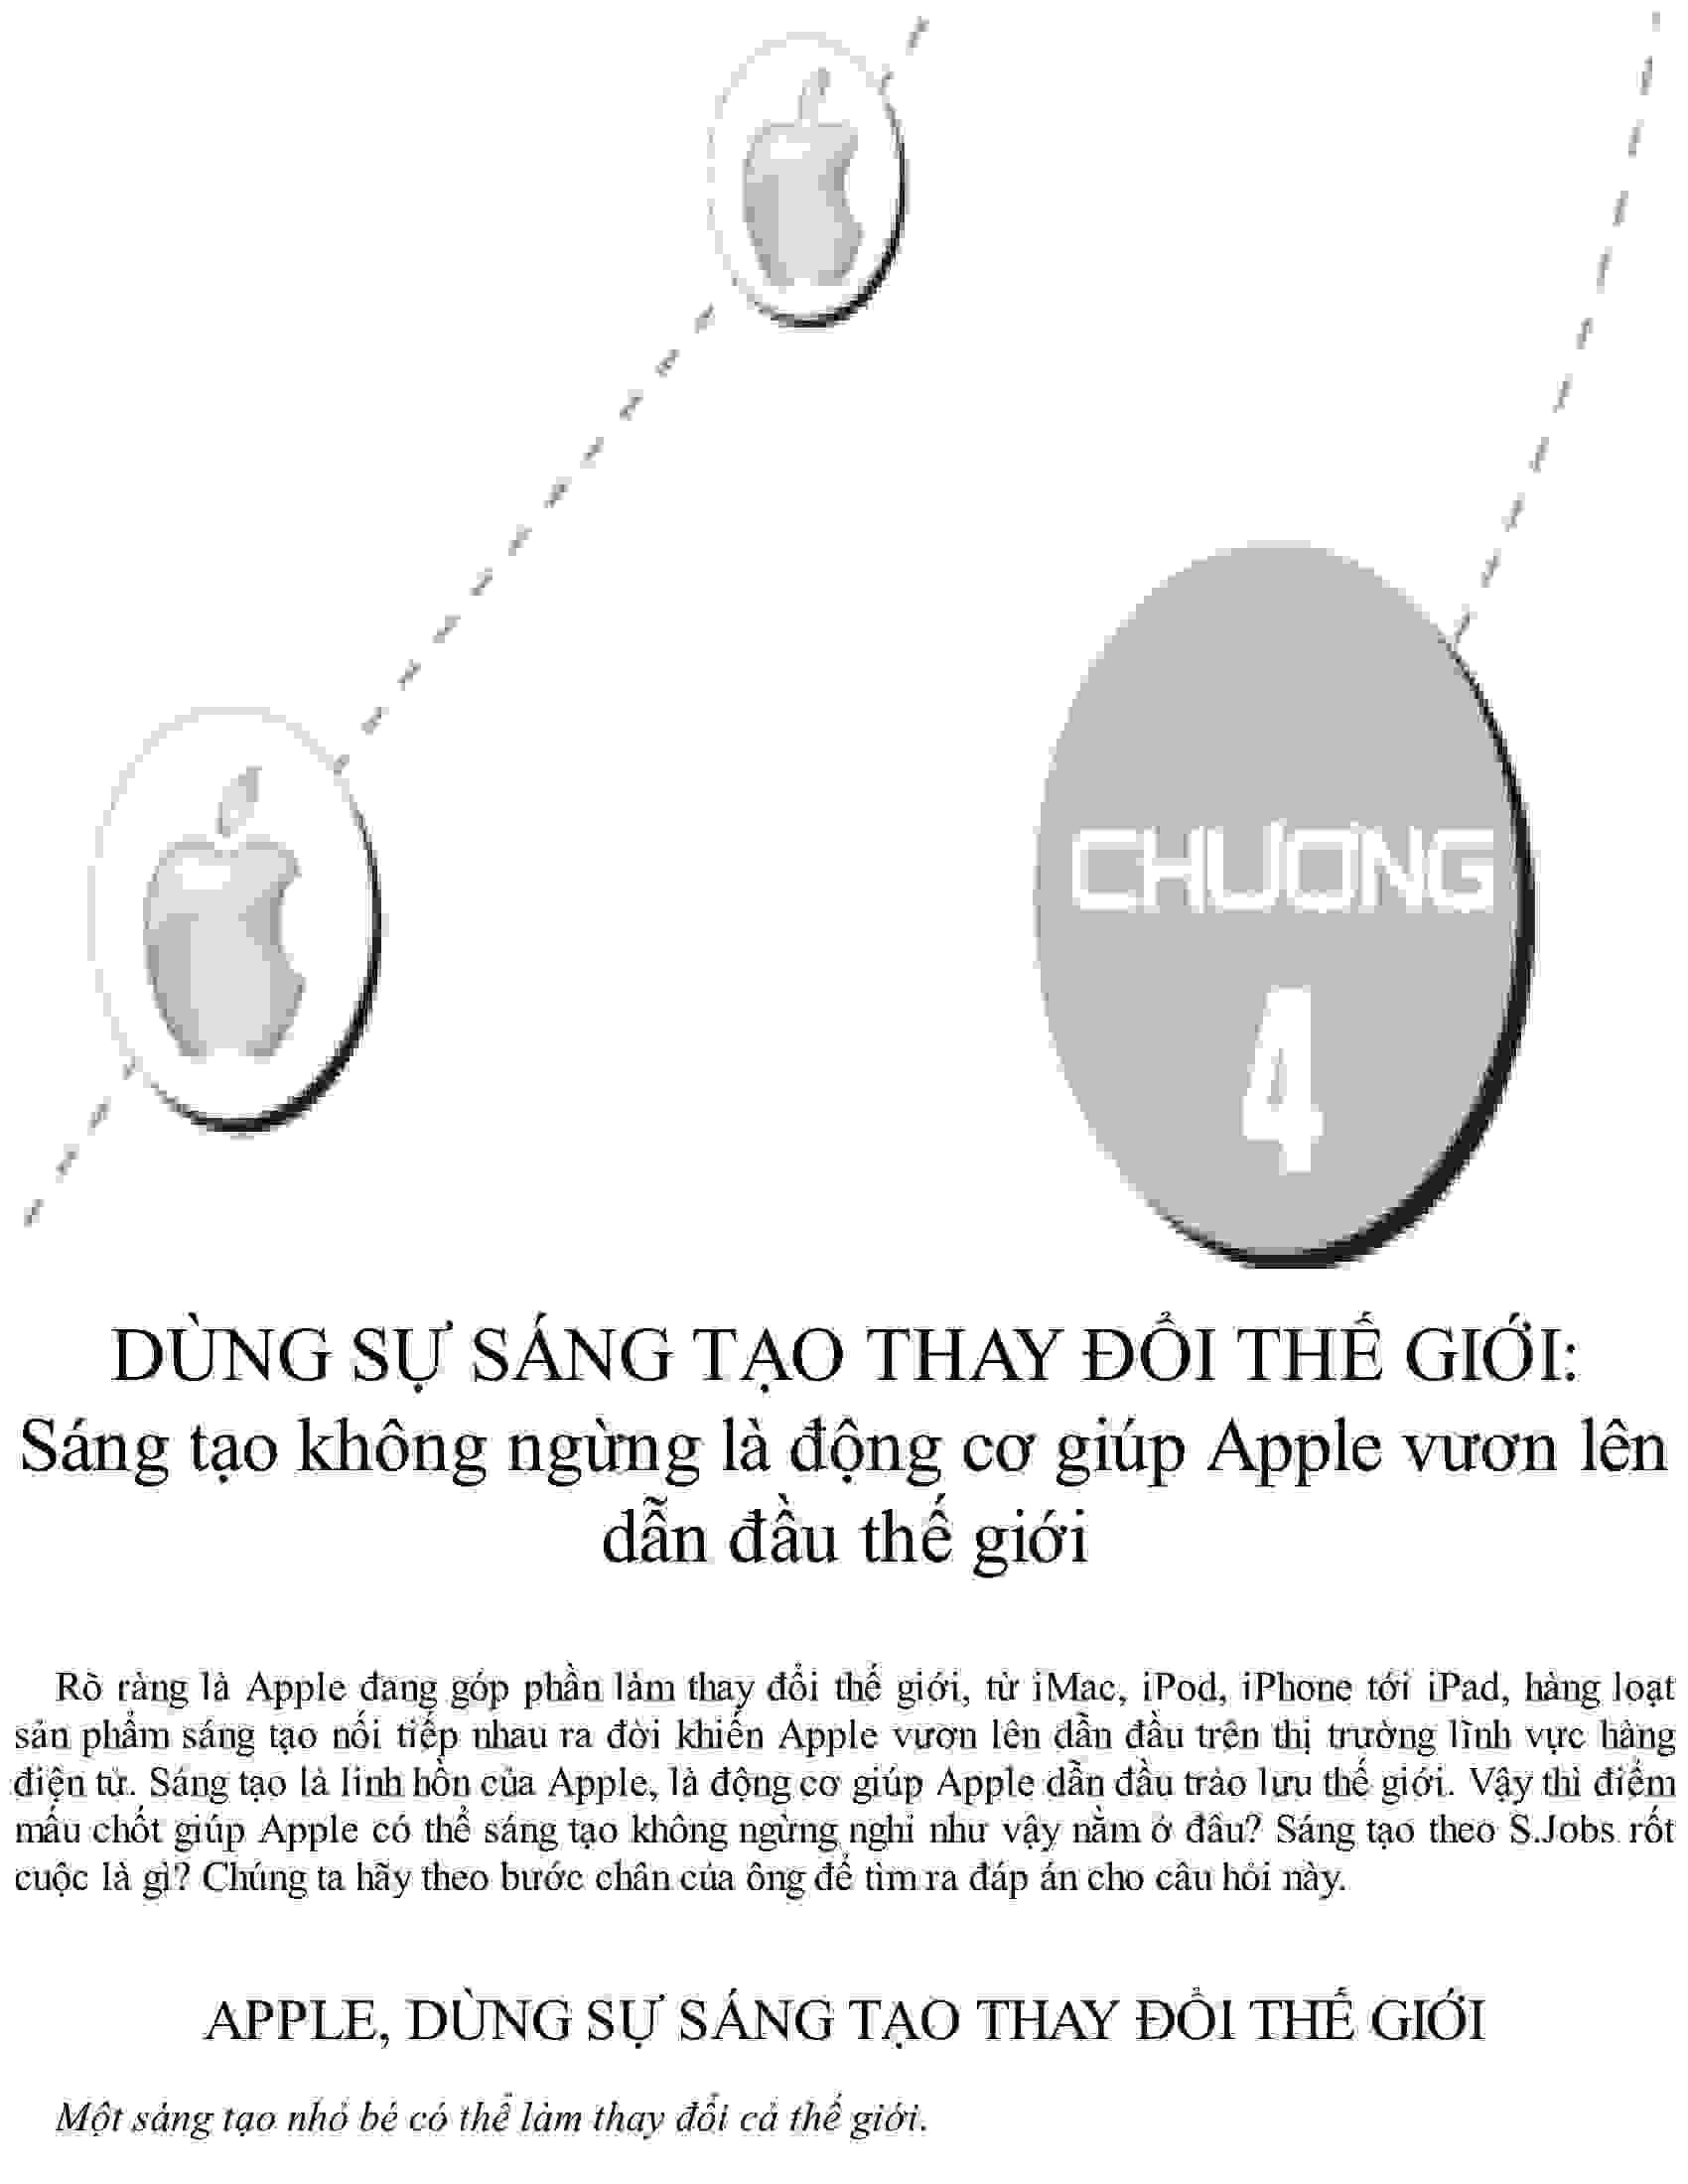 CHƯƠNG
4
DÙNG SỰ SÁNG TẠO THAY ĐỔI THẾ GIỚI:
Sáng tạo không ngừng là động cơ giúp Apple vươn lên
dẫn đầu thế giới
Rõ ràng là Apple đang góp phần làm thay đổi thế giới, từ iMac, iPod, iPhone tới iPad, hàng loạt
sản phẩm sáng tạo nối tiếp nhau ra đời khiến Apple vươn lên dẫn đầu trên thị trường lĩnh vực hàng
điện tử. Sáng tạo là linh hồn của Apple, là động cơ giúp Apple dẫn đầu trào lưu thế giới. Vậy thì điểm
mấu chốt giúp Apple có thể sáng tạo không ngừng nghỉ như vậy nằm ở đâu? Sáng tạo theo S.Jobs rốt
cuộc là gì? Chúng ta hãy theo bước chân của ông để tìm ra đáp án cho câu hỏi này.
APPLE, DÙNG SỰ SÁNG TẠO THAY ĐỔI THẾ GIỚI
Một sáng tạo nhỏ bé có thể làm thay đổi cả thế giới.